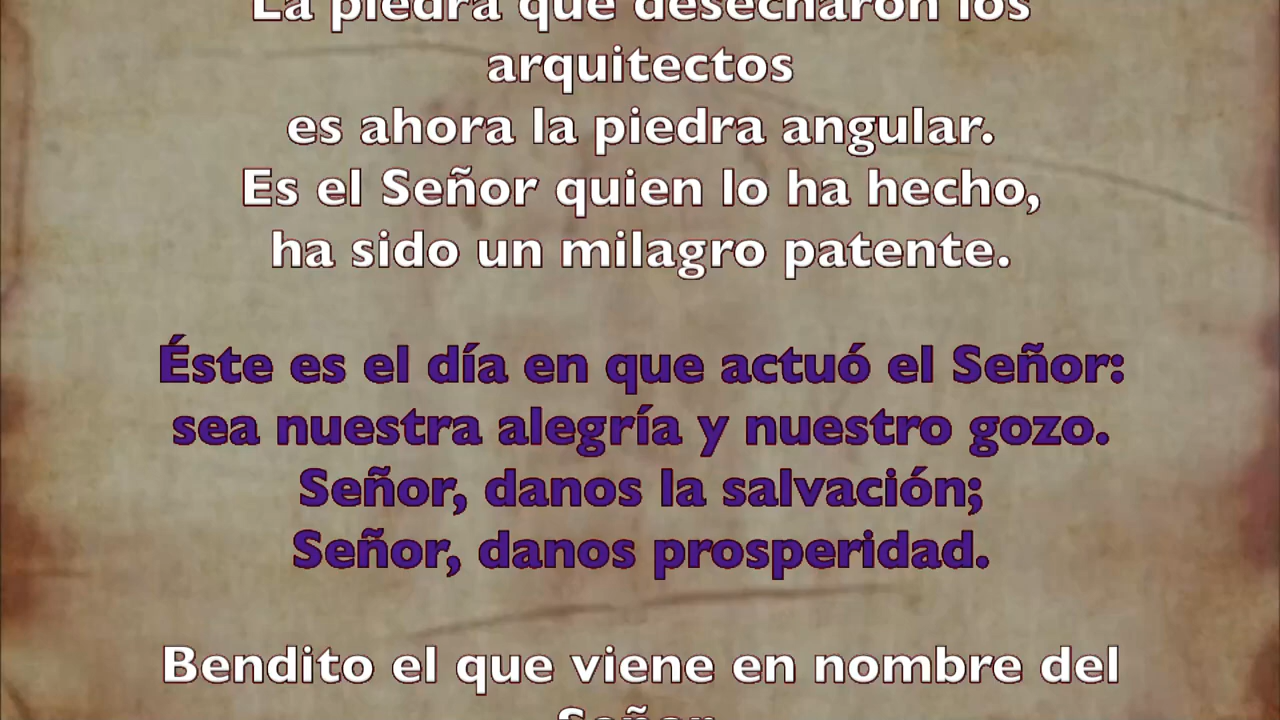 La piedra que desecharon los
arquitectos
es ahora la piedra angular.
Es el Señor quien lo ha hecho,
ha sido un milagro patente.
Éste es el día en que actuó el Señor:
sea nuestra alegría y nuestro gozo.
Señor, danos la salvación;
Señor, danos prosperidad.
Bendito el que viene en nombre del
Señor